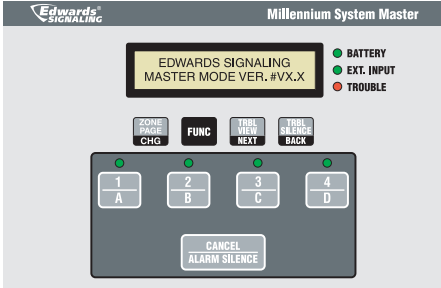 Edwards® SIGNALING
Millennium System Master
EDWARDS SIGNALING
MASTER MODE VER. #VX.X
BATTERY
EXT. INPUT
TROUBLE
ZONE
PAGE
CHG
FUNC
TRBL
VIEW
NEXT
TRBL
SILENCE
BACK
1
A
2
B
3
C
4
D
CANCEL
ALARM SILENCE